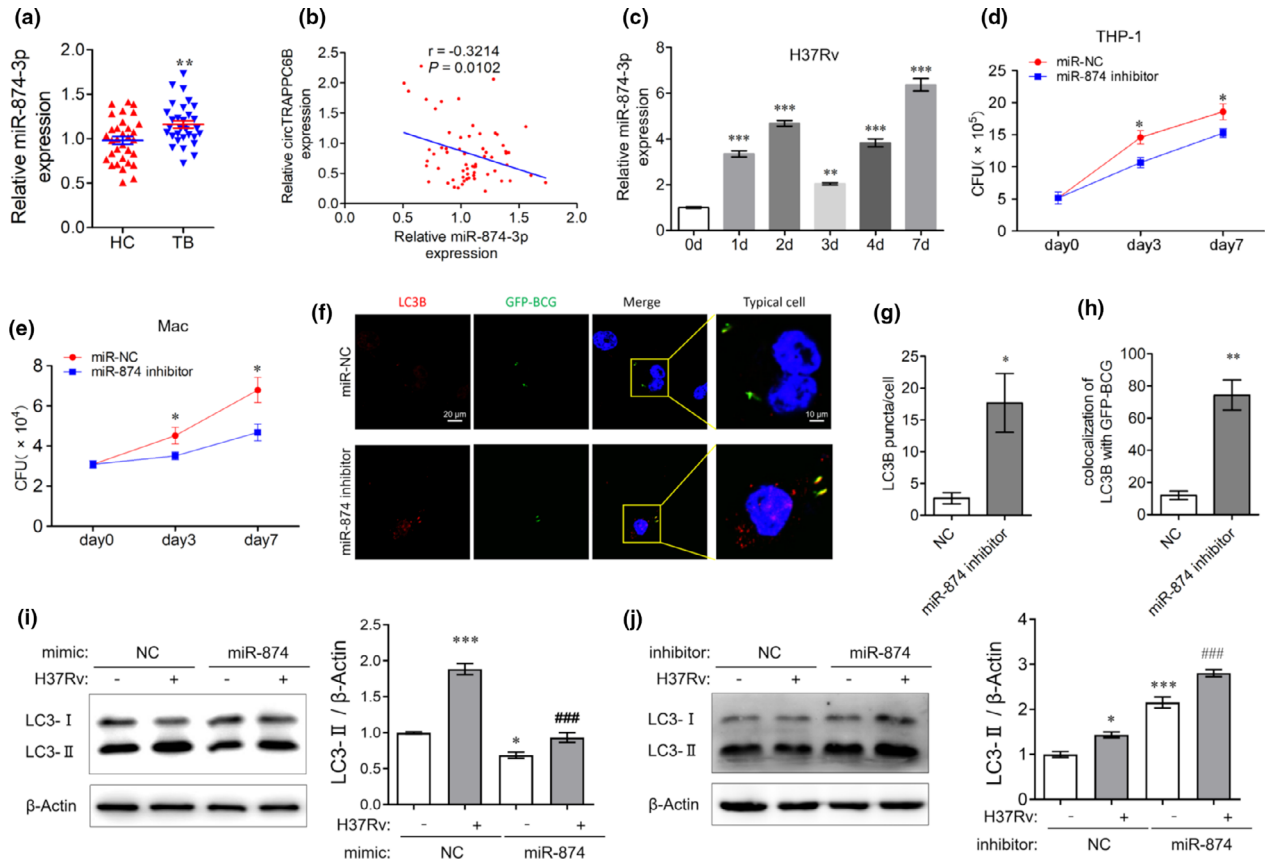 (a)
Relative miR-874-3p
expression
2.0
1.5
1.0
0.5
0.0
**
HC
TB
(b)
r = -0.3214
P = 0.0102
Relative circTRAPPC6B
expression
2.5
2.0
1.5
1.0
0.5
0.0
0.0
0.5
1.0
1.5
2.0
Relative miR-874-3p
expression
(c)
H37Rv
Relative miR-874-3p
expression
8
6
4
2
0
***
***
**
***
***
0d
1d
2d
3d
4d
7d
(d)
THP-1
miR-NC
miR-874 inhibitor
CFU( × 10⁵)
25
20
15
10
5
0
*
*
day0
day3
day7
(e)
Mac
miR-NC
miR-874 inhibitor
CFU( × 10⁴)
8
6
4
2
0
*
*
day0
day3
day7
(f)
LC3B
GFP-BCG
Merge
Typical cell
miR-NC
20 μm
10 μm
miR-874 inhibitor
(g)
LC3B puncta/cell
25
20
15
10
5
0
*
NC
miR-874 inhibitor
(h)
colocalization of
LC3B with GFP-BCG
100
80
60
40
20
0
**
NC
miR-874 inhibitor
(i)
mimic:
NC
miR-874
H37Rv:
-
+
-
+
LC3-Ⅰ
LC3-Ⅱ
β-Actin
LC3-Ⅱ / β-Actin
2.5
2.0
1.5
1.0
0.5
0.0
***
*
###
H37Rv:
-
+
-
+
mimic:
NC
miR-874
(j)
inhibitor:
NC
miR-874
H37Rv:
-
+
-
+
LC3-Ⅰ
LC3-Ⅱ
β-Actin
LC3-Ⅱ / β-Actin
4
3
2
1
0
*
***
###
H37Rv:
-
+
-
+
inhibitor:
NC
miR-874